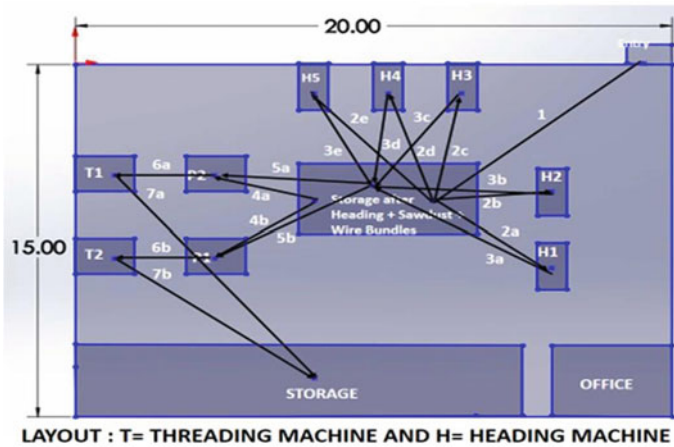 20.00
Entry
H5
H4
H3
1
2e
3c
3d
2d
2c
3e
T1
6a
P2
5a
3b
H2
7a
4a
Storage after
Heading + Sawdust +
Wire Bundles
2b
4b
2a
15.00
T2
6b
5b
H1
3a
7b
STORAGE
OFFICE
LAYOUT : T= THREADING MACHINE AND H= HEADING MACHINE